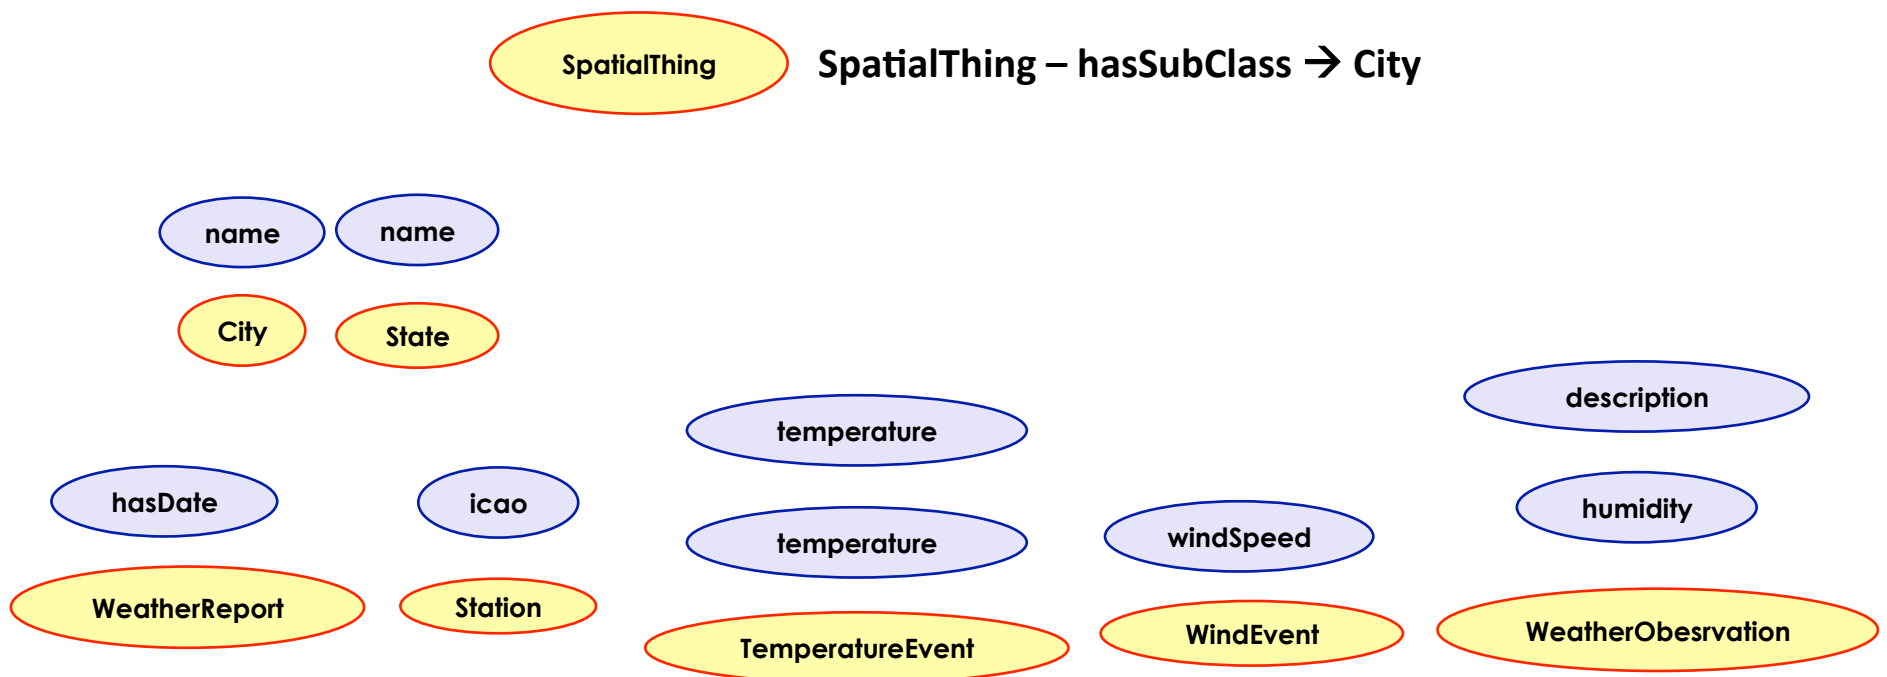 SpatialThing
SpatialThing – hasSubClass → City
name
name
City
State
description
temperature
hasDate
icao
humidity
temperature
windSpeed
WeatherReport
Station
TemperatureEvent
WindEvent
WeatherObesrvation